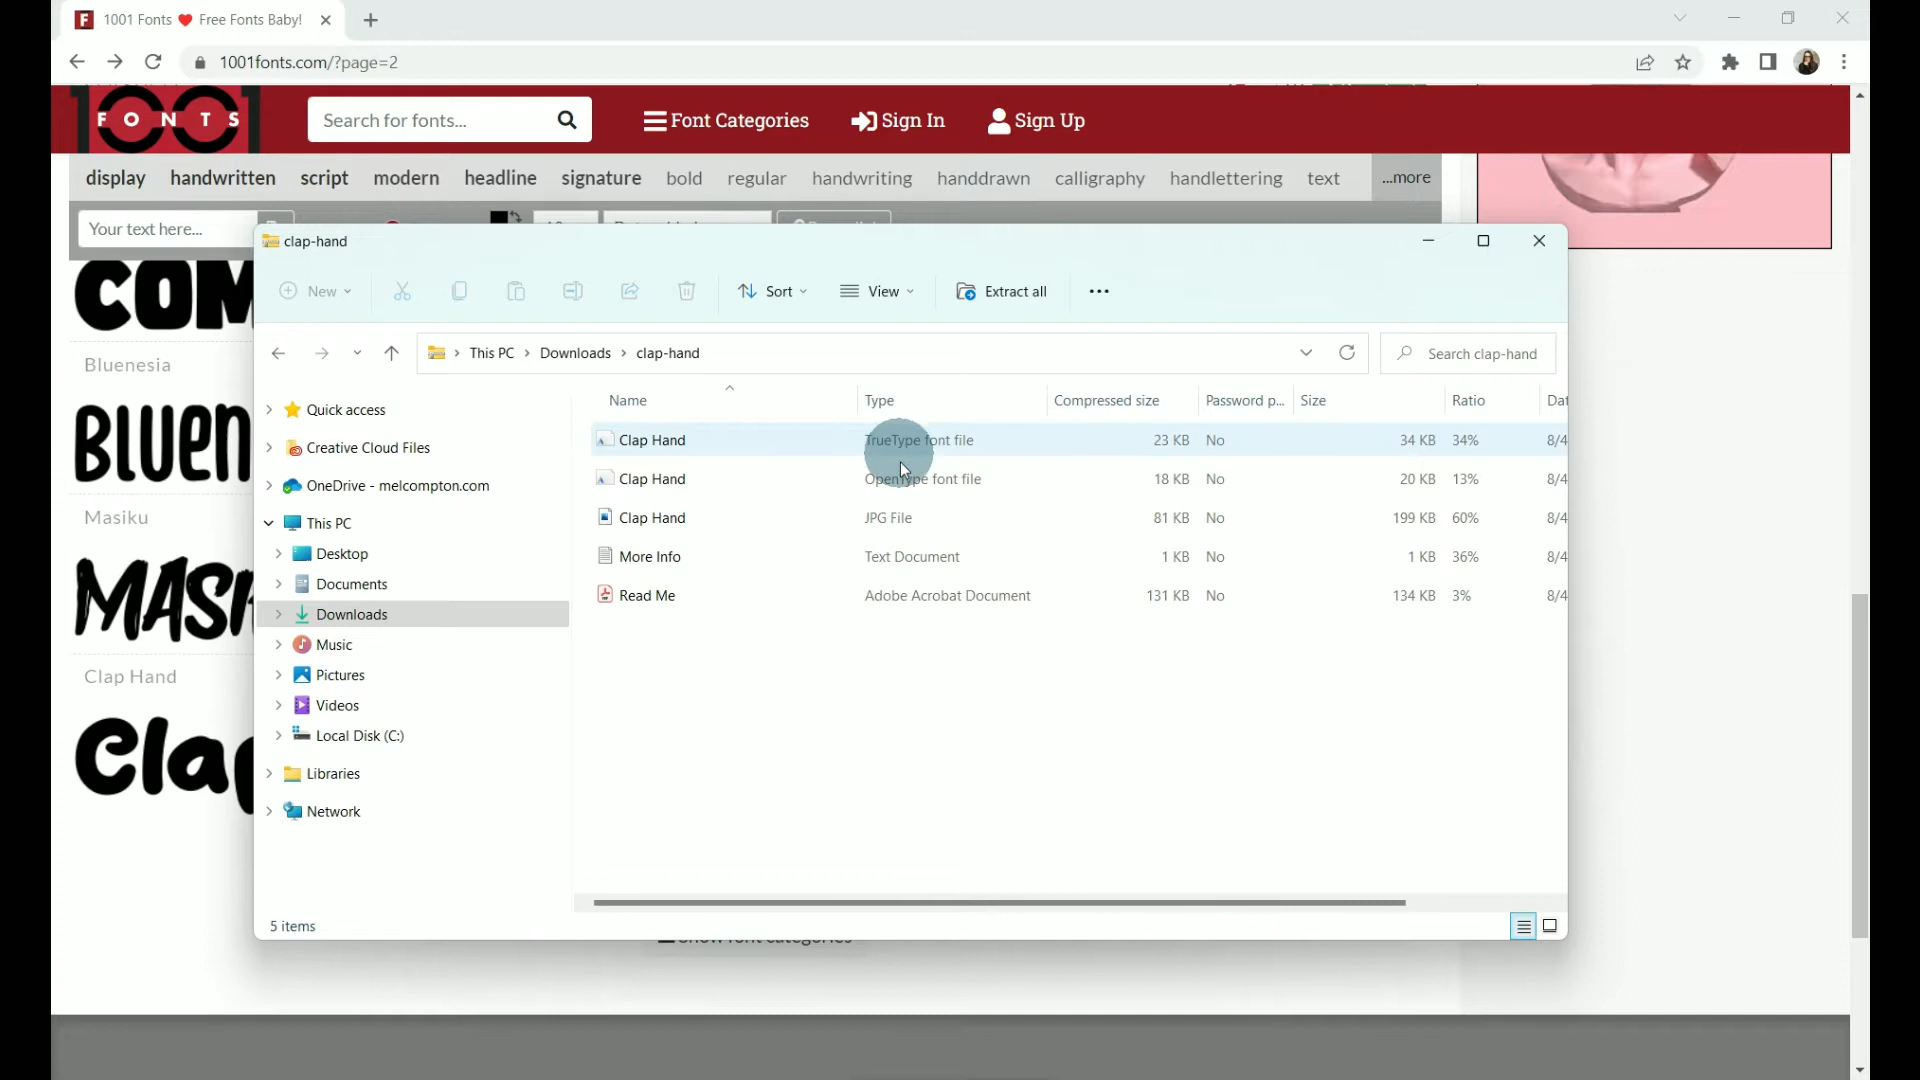 1001 Fonts ❤ Free Fonts Baby!
1001fonts.com/?page=2
1001
FONTS
Search for fonts...
Font Categories
Sign In
Sign Up
display handwritten script modern headline signature bold regular handwriting handdrawn calligraphy handlettering text ...more
Your text here...
Bluenesia
Masiku
Clap Hand
clap-hand
New
Sort
View
Extract all
This PC > Downloads > clap-hand
Search clap-hand
Quick access
Creative Cloud Files
OneDrive - melcompton.com
This PC
Desktop
Documents
Downloads
Music
Pictures
Videos
Local Disk (C:)
Libraries
Network
Name Type Compressed size Password p... Size Ratio
Clap Hand TrueType font file 23 KB No 34 KB 34% 8/4
Clap Hand OpenType font file 18 KB No 20 KB 13% 8/4
Clap Hand JPG File 81 KB No 199 KB 60% 8/4
More Info Text Document 1 KB No 1 KB 36% 8/4
Read Me Adobe Acrobat Document 131 KB No 134 KB 3% 8/4
5 items